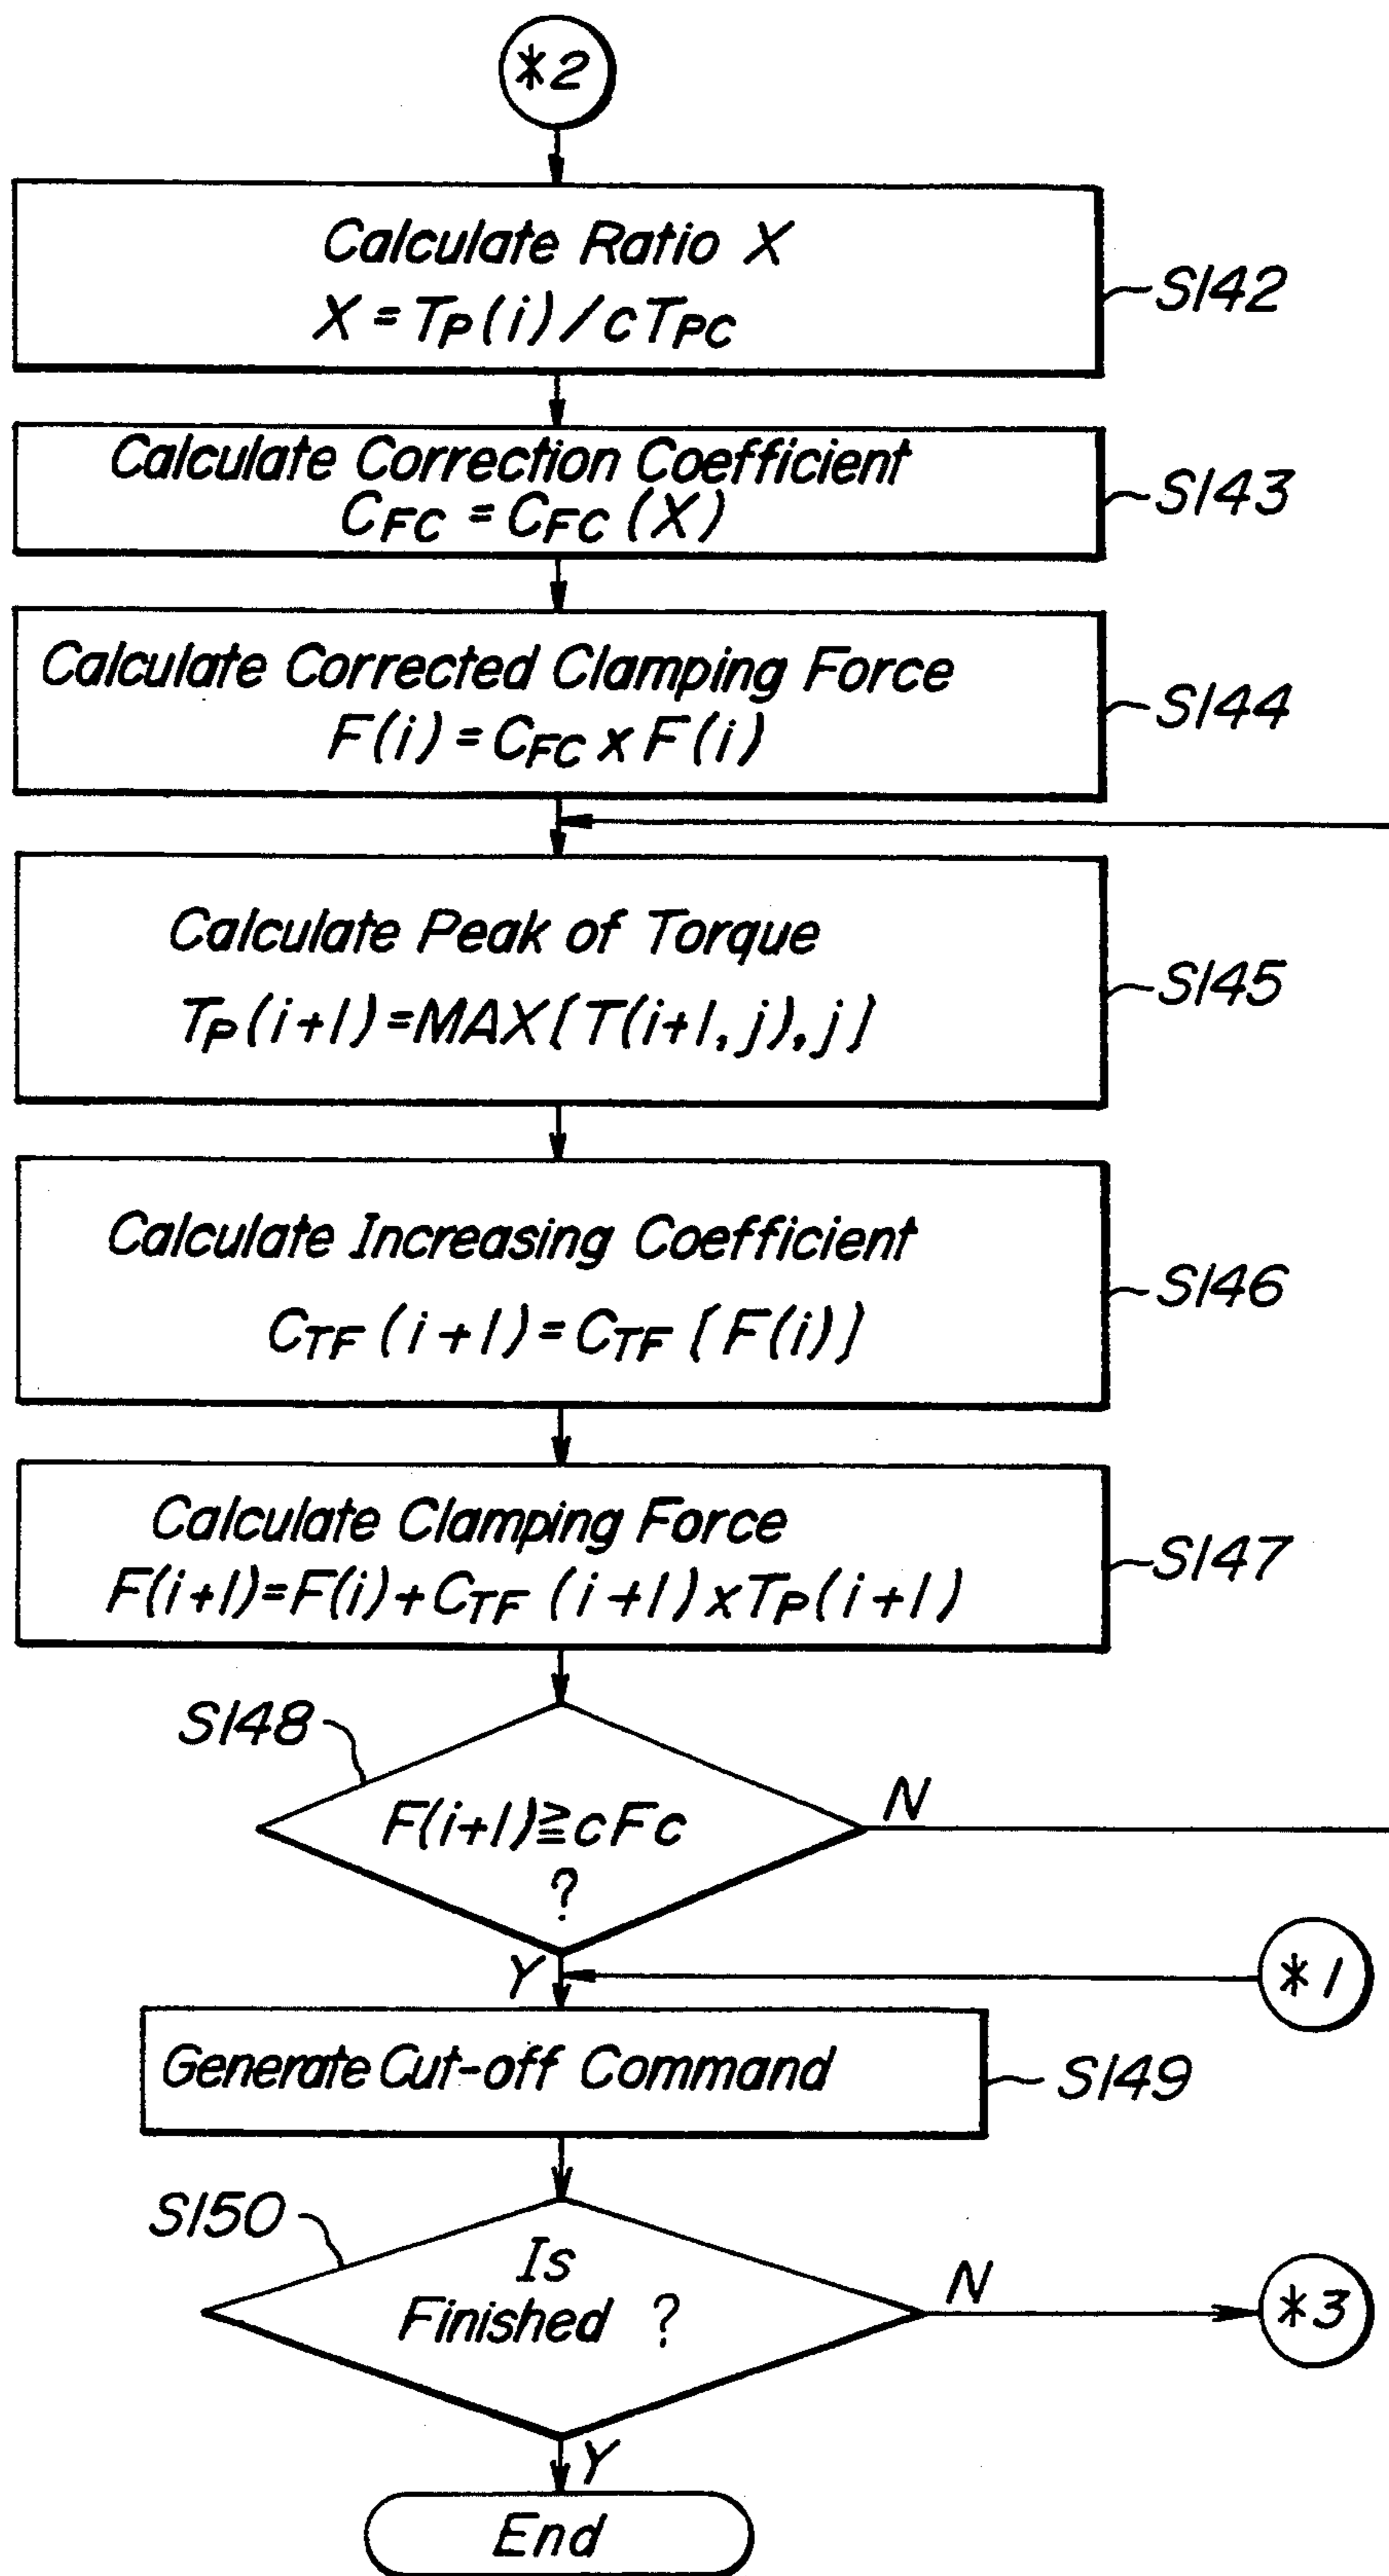 *2
Calculate Ratio X
X = TP(i) / cTPC
S142
Calculate Correction Coefficient
CFC = CFC (X)
S143
Calculate Corrected Clamping Force
F(i) = CFC x F(i)
S144
Calculate Peak of Torque
TP(i+1)=MAX[T(i+1, j), j]
S145
Calculate Increasing Coefficient
CTF (i+1) = CTF [F(i)]
S146
Calculate Clamping Force
F(i+1)=F(i)+CTF (i+1) x TP(i+1)
S147
S148
F(i+1)≧cFc
?
N
Y
*1
Generate Cut-off Command
S149
S150
Is
Finished ?
N
*3
Y
End